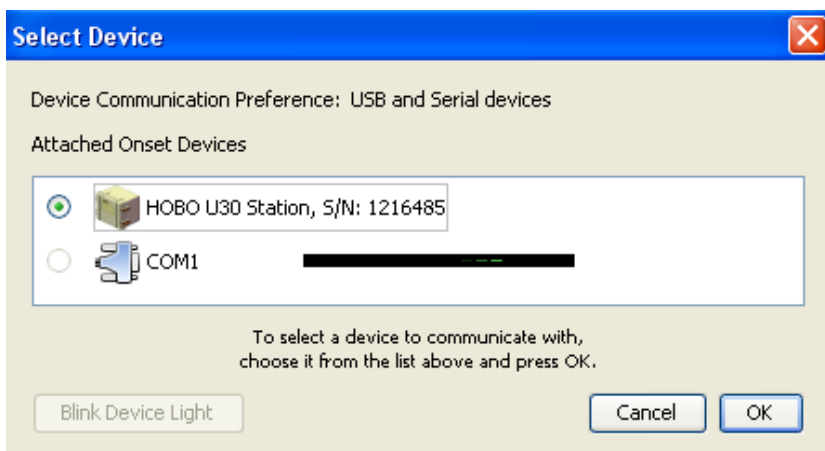 Select Device
Device Communication Preference: USB and Serial devices
Attached Onset Devices
HOBO U30 Station, S/N: 1216485
COM1
To select a device to communicate with,
choose it from the list above and press OK.
Blink Device Light Cancel OK